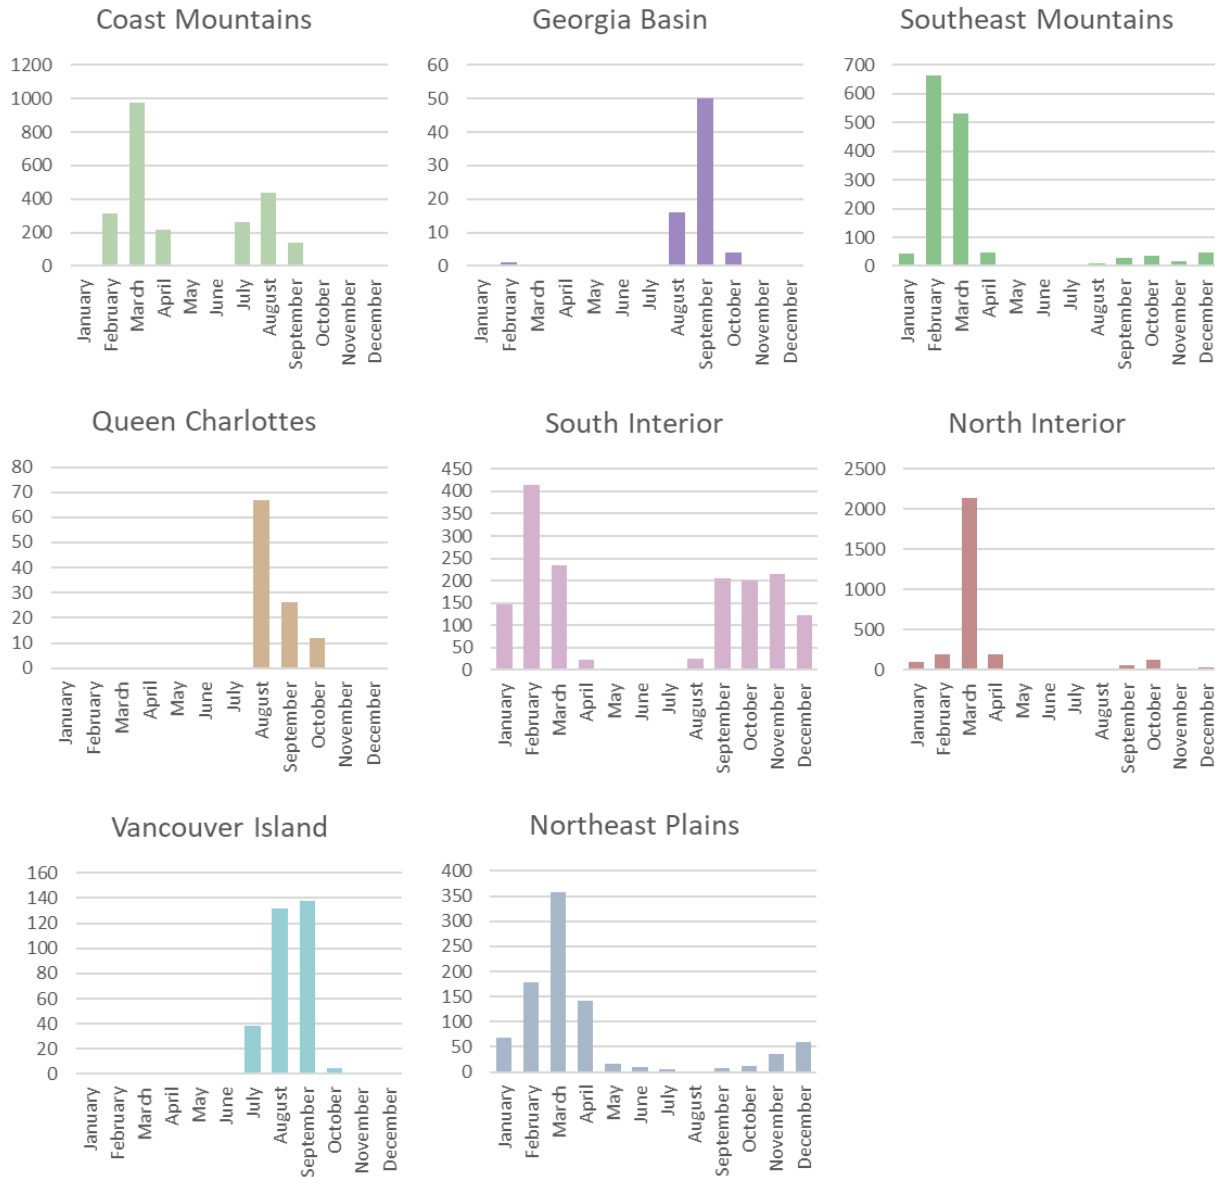 Coast Mountains
1200
1000
800
600
400
200
0
January
February
March
April
May
June
July
August
September
October
November
December
Georgia Basin
60
50
40
30
20
10
0
January
February
March
April
May
June
July
August
September
October
November
December
Southeast Mountains
700
600
500
400
300
200
100
0
January
February
March
April
May
June
July
August
September
October
November
December
Queen Charlottes
80
70
60
50
40
30
20
10
0
January
February
March
April
May
June
July
August
September
October
November
December
South Interior
450
400
350
300
250
200
150
100
50
0
January
February
March
April
May
June
July
August
September
October
November
December
North Interior
2500
2000
1500
1000
500
0
January
February
March
April
May
June
July
August
September
October
November
December
Vancouver Island
160
140
120
100
80
60
40
20
0
January
February
March
April
May
June
July
August
September
October
November
December
Northeast Plains
400
350
300
250
200
150
100
50
0
January
February
March
April
May
June
July
August
September
October
November
December